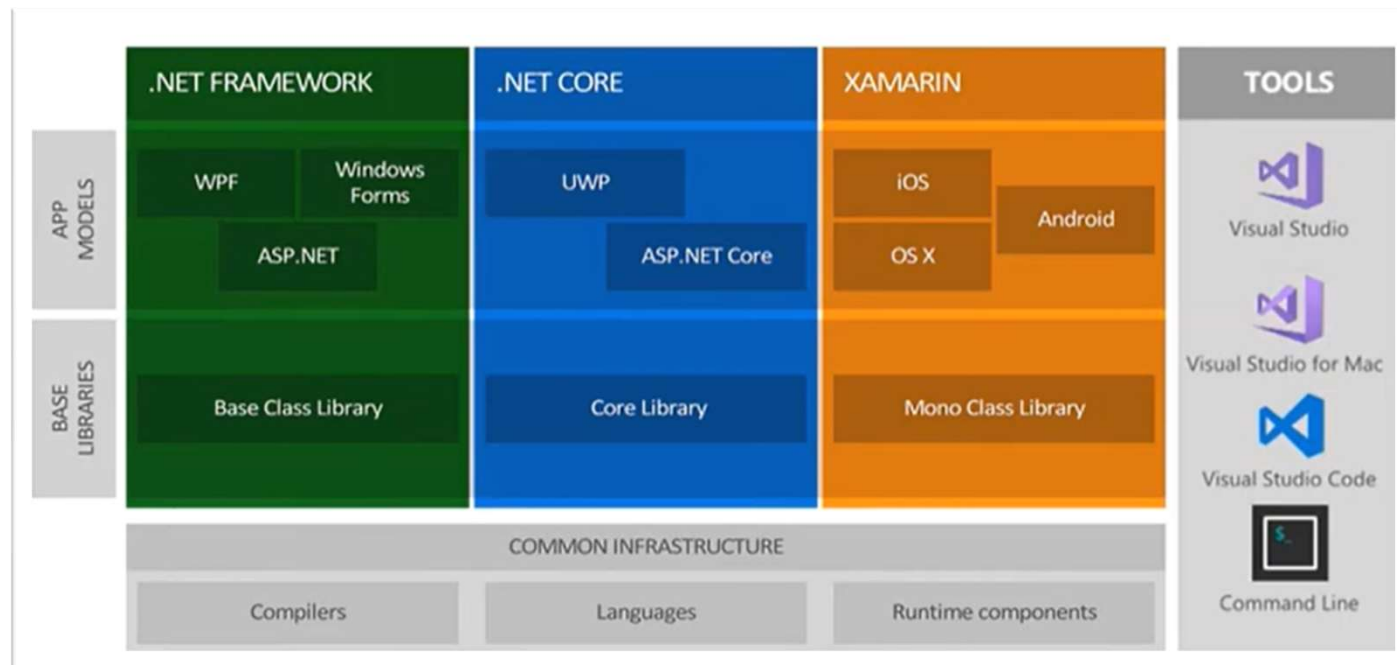 .NET FRAMEWORK
.NET CORE
XAMARIN
TOOLS
APP
MODELS
WPF
Windows
Forms
ASP.NET
UWP
ASP.NET Core
iOS
Android
OS X
BASE
LIBRARIES
Base Class Library
Core Library
Mono Class Library
COMMON INFRASTRUCTURE
Compilers
Languages
Runtime components
Visual Studio
Visual Studio for Mac
Visual Studio Code
$_
Command Line